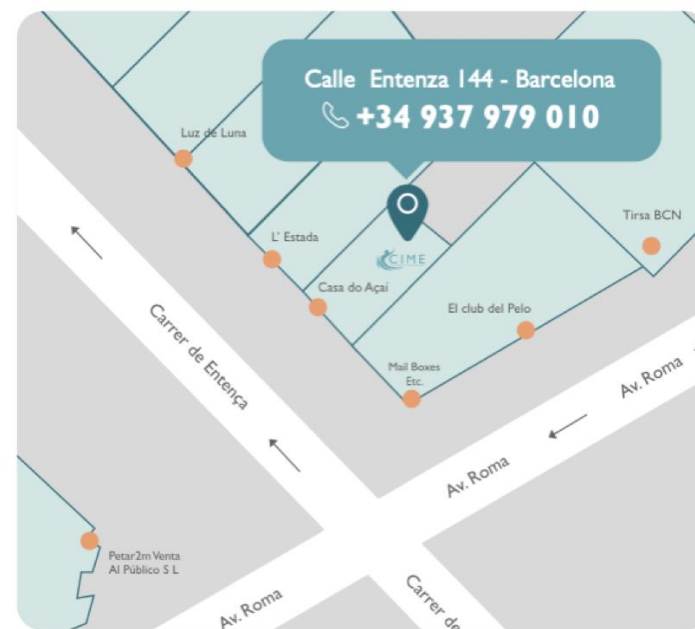 Calle Entenza 144 - Barcelona
+34 937 979 010
Luz de Luna
Tirsa BCN
L' Estada
CIME
Casa do Açaí
El club del Pelo
Carrer de Entença
Mail Boxes
Etc.
Av. Roma
Av. Roma
Petar2m Venta
Al Público S L
Av. Roma
Carrer de